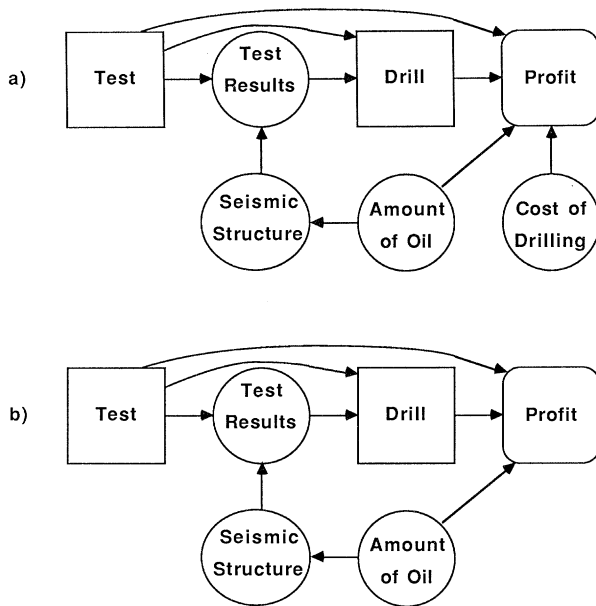 a)
Test
Test
Results
Drill
Profit
Seismic
Structure
Amount
of Oil
Cost of
Drilling
b)
Test
Test
Results
Drill
Profit
Seismic
Structure
Amount
of Oil